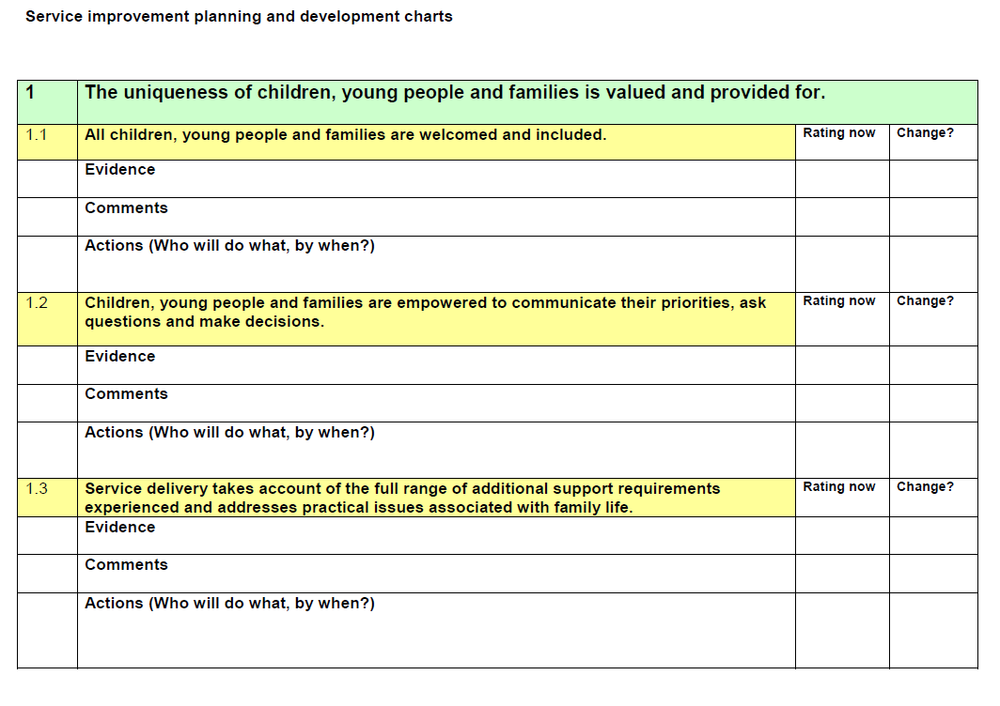 Service improvement planning and development charts
1 The uniqueness of children, young people and families is valued and provided for.
1.1 All children, young people and families are welcomed and included. Rating now Change?
Evidence
Comments
Actions (Who will do what, by when?)
1.2 Children, young people and families are empowered to communicate their priorities, ask Rating now Change?
questions and make decisions.
Evidence
Comments
Actions (Who will do what, by when?)
1.3 Service delivery takes account of the full range of additional support requirements Rating now Change?
experienced and addresses practical issues associated with family life.
Evidence
Comments
Actions (Who will do what, by when?)